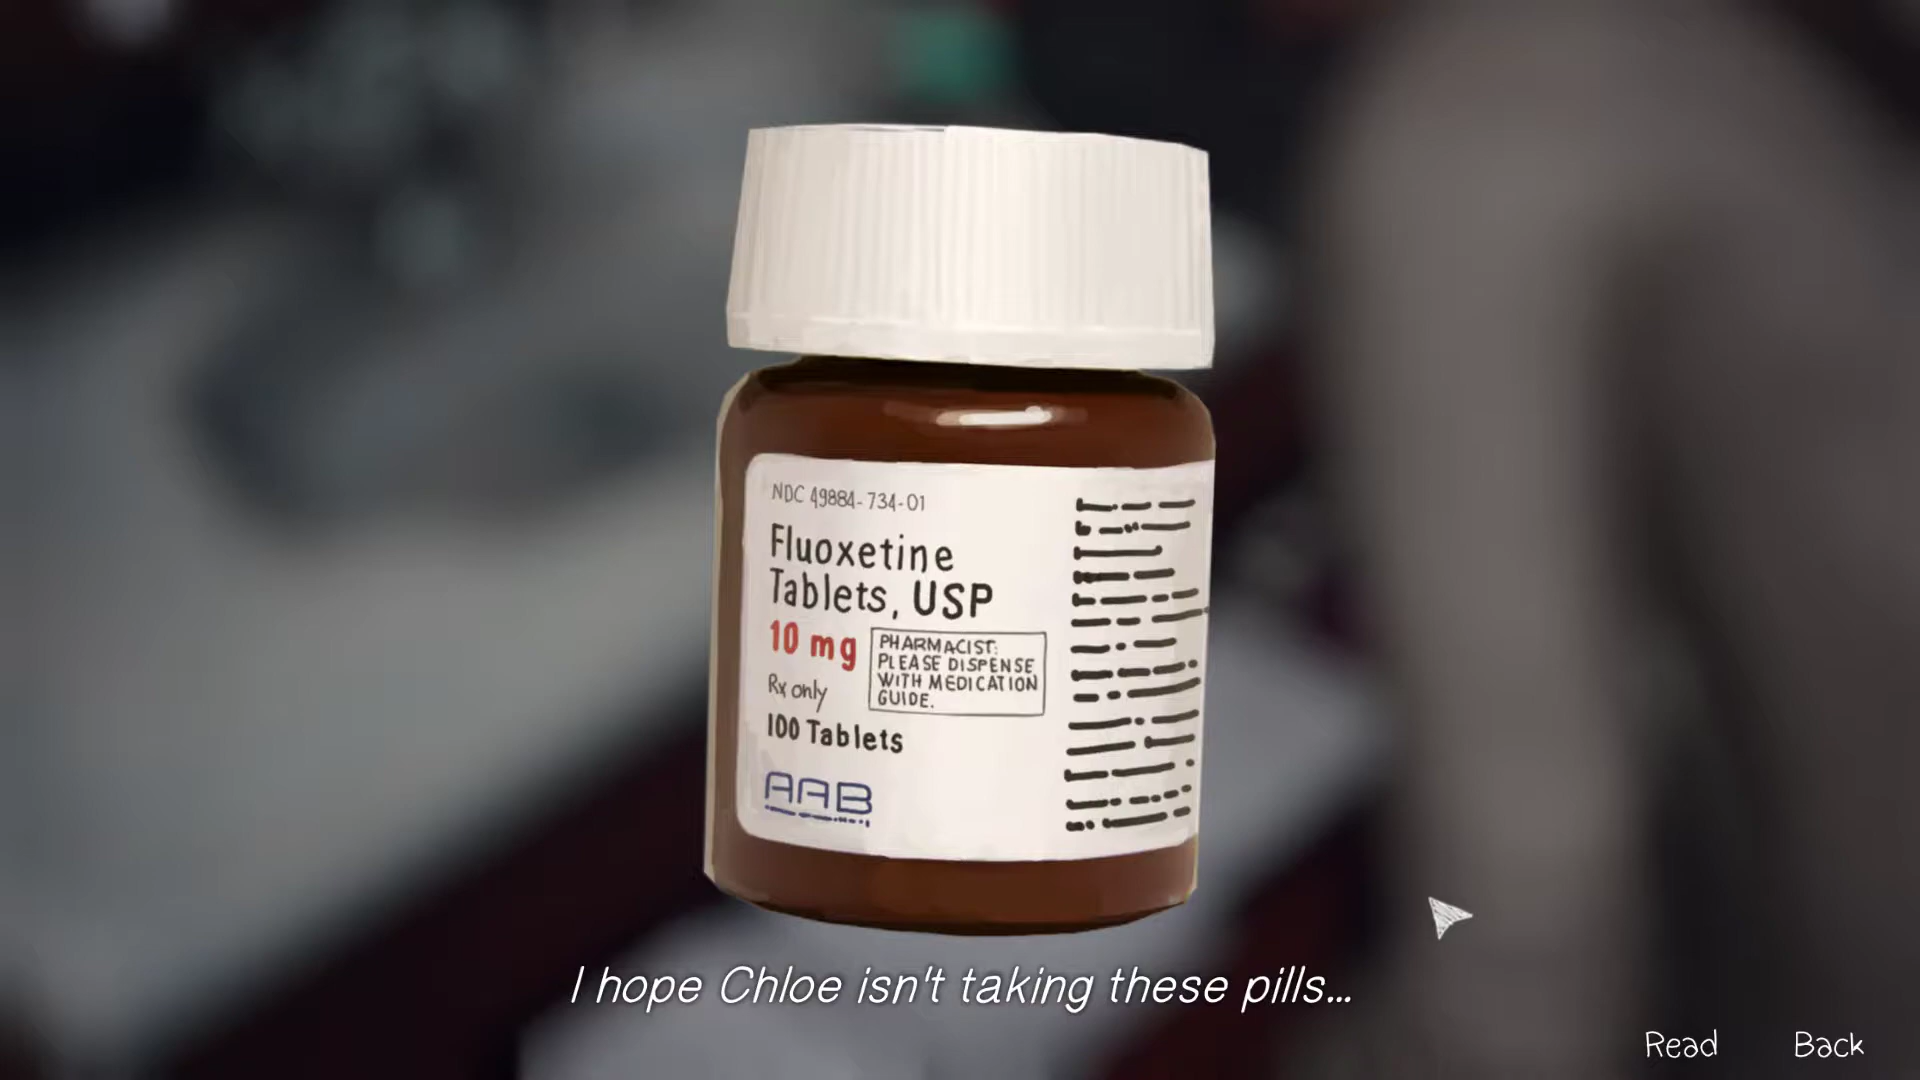 NDC 49884-734-01
Fluoxetine
Tablets, USP
10 mg
PHARMACIST:
PLEASE DISPENSE
WITH MEDICATION
GUIDE.
Rx only
100 Tablets
AAB
I hope Chloe isn't taking these pills...
Read
Back